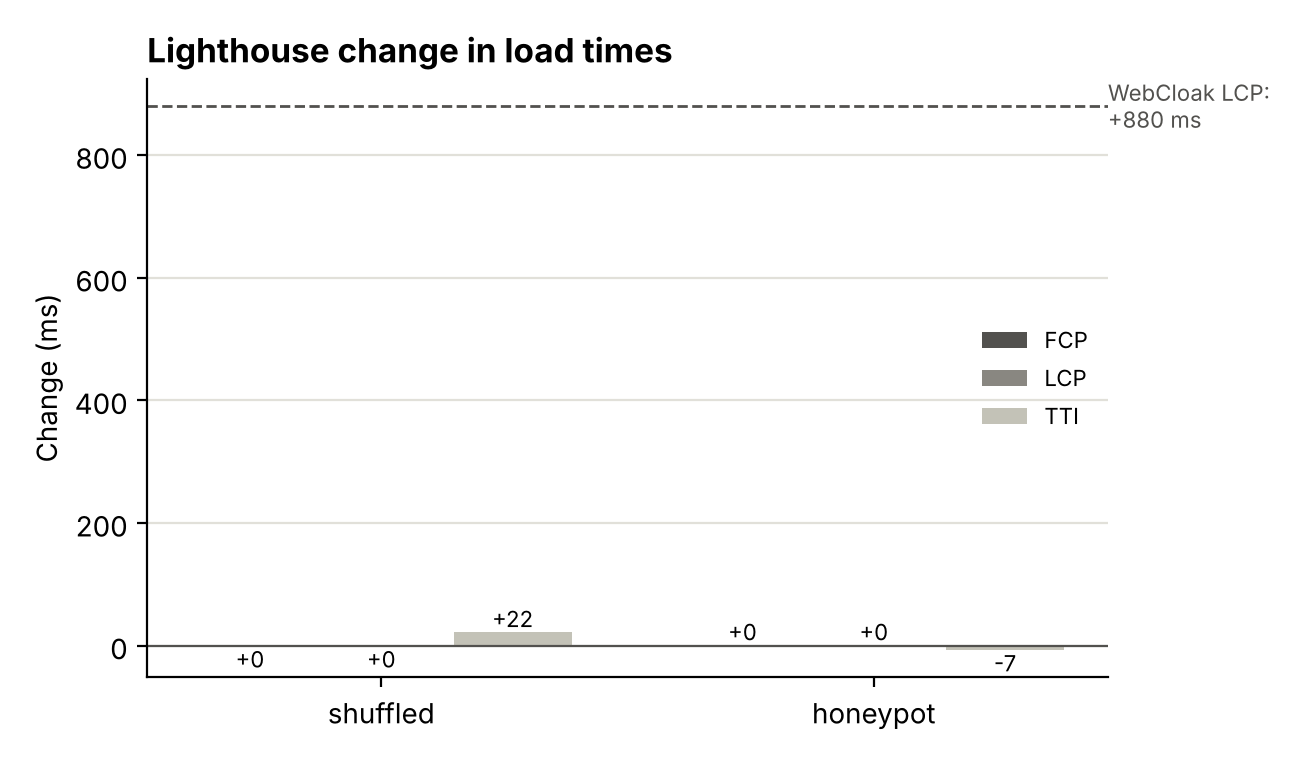 Lighthouse change in load times
WebCloak LCP:
+880 ms
Change (ms)
800
600
400
200
0
FCP
LCP
TTI
+0
+0
+22
+0
+0
-7
shuffled
honeypot